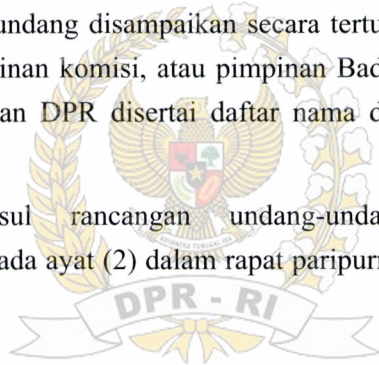 undang disampaikan secara tertu
inan komisi, atau pimpinan Bad
an DPR disertai daftar nama d
sul rancangan undang-unda
ada ayat (2) dalam rapat paripurn
DPR - RI